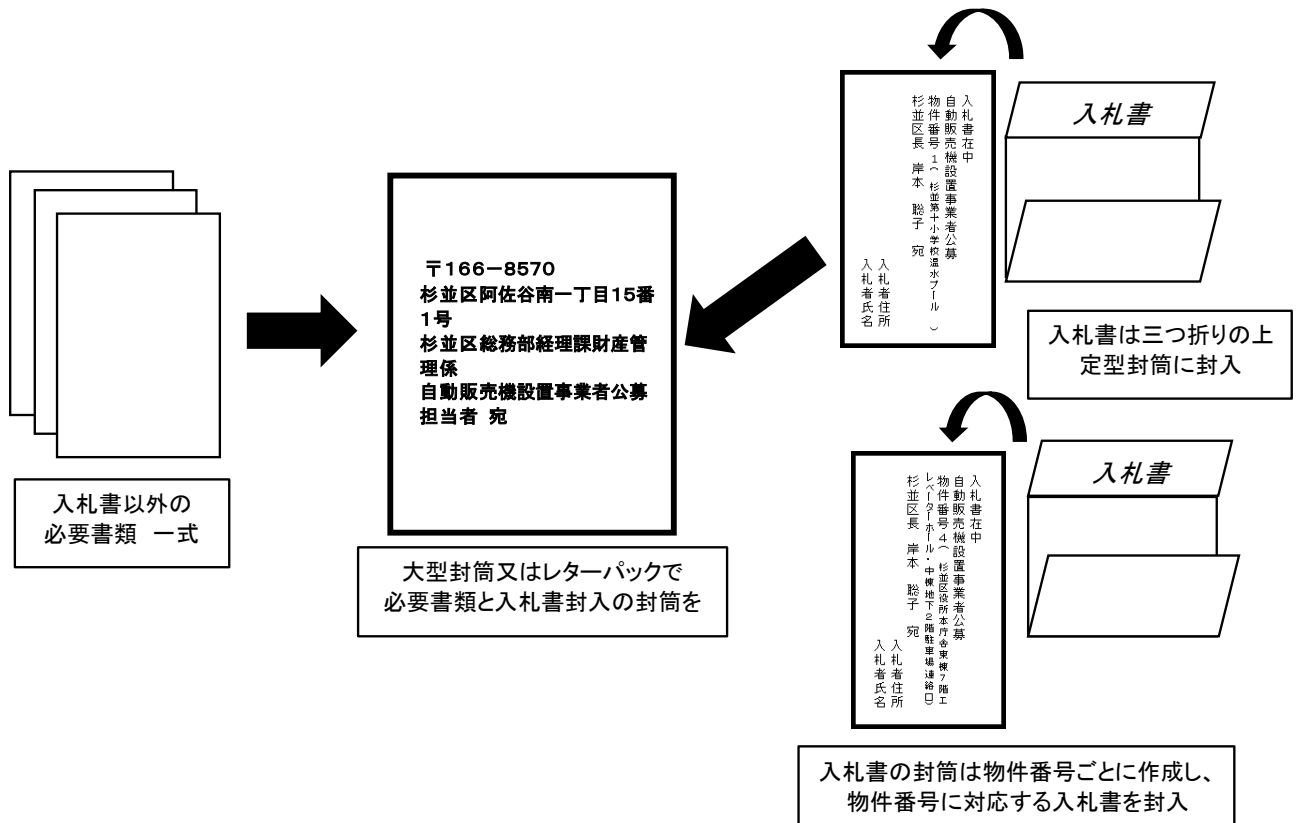 入札書以外の
必要書類 一式
〒166-8570
杉並区阿佐谷南一丁目15番
1号
杉並区総務部経理課財産管
理係
自動販売機設置事業者公募
担当者 宛
大型封筒又はレターパックで
必要書類と入札書封入の封筒を
入札書在中
自動販売機設置事業者公募
物件番号1( 杉並第十小学校温水プール )
杉並区長 岸本 聡子 宛
入札者住所
入札者氏名
入札書
入札書は三つ折りの上
定型封筒に封入
入札書在中
自動販売機設置事業者公募
物件番号4( 杉並区役所本庁舎東棟7階エ
レベーターホール・中棟地下2階駐車場連絡口)
杉並区長 岸本 聡子 宛
入札者住所
入札者氏名
入札書
入札書の封筒は物件番号ごとに作成し、
物件番号に対応する入札書を封入